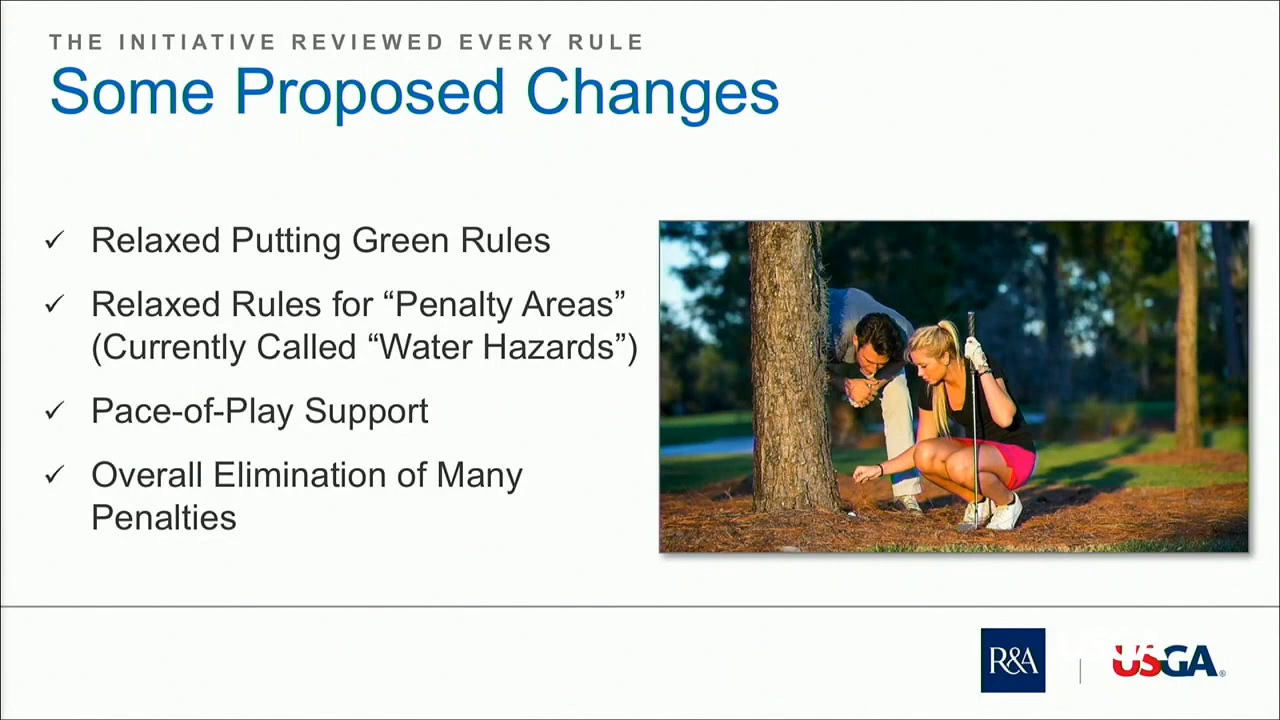 THE INITIATIVE REVIEWED EVERY RULE
Some Proposed Changes
✓ Relaxed Putting Green Rules
✓ Relaxed Rules for “Penalty Areas”
(Currently Called “Water Hazards”)
✓ Pace-of-Play Support
✓ Overall Elimination of Many
Penalties
R&A
USGA®